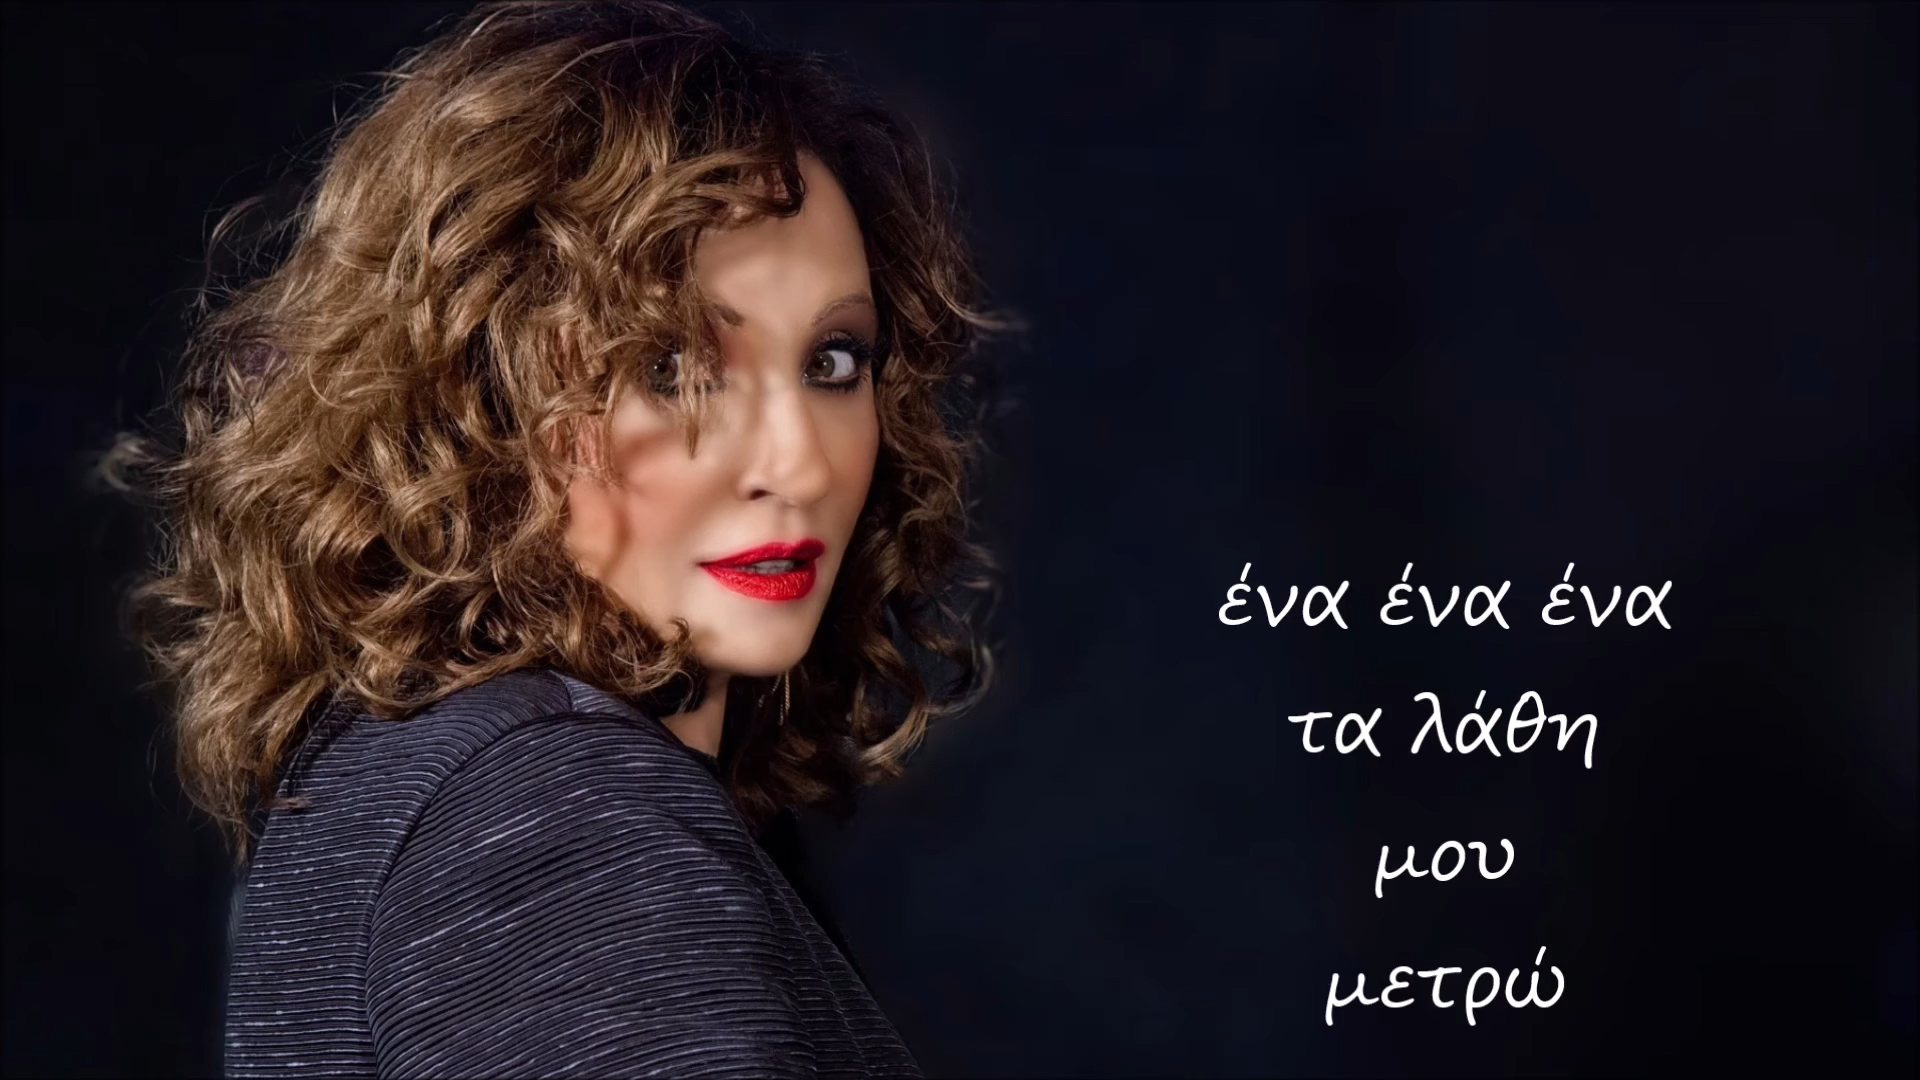 ένα ένα ένα
τα λάθη
μου
μετρώ